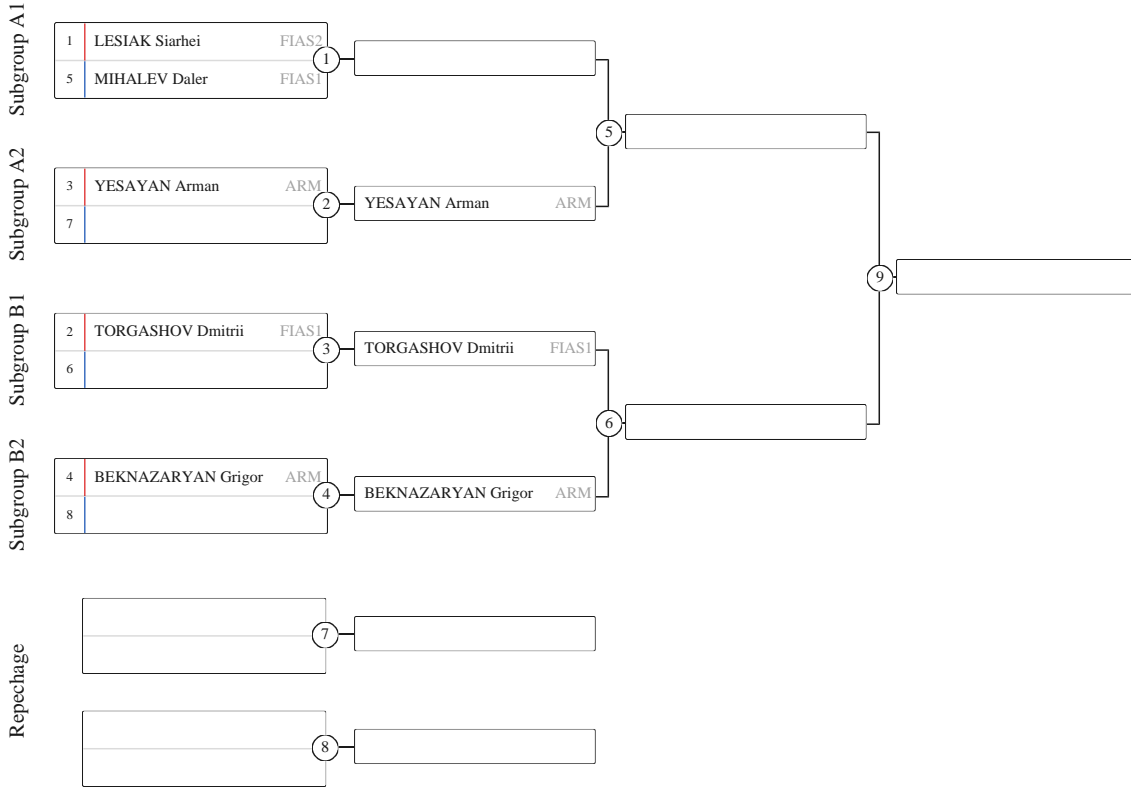 Subgroup A1
1 LESIAK Siarhei FIAS2
5 MIHALEV Daler FIAS1
1
5
Subgroup A2
3 YESAYAN Arman ARM
7
2
YESAYAN Arman ARM
9
Subgroup B1
2 TORGASHOV Dmitrii FIAS1
6
3
TORGASHOV Dmitrii FIAS1
6
Subgroup B2
4 BEKNAZARYAN Grigor ARM
8
4
BEKNAZARYAN Grigor ARM
Repechage
7
8